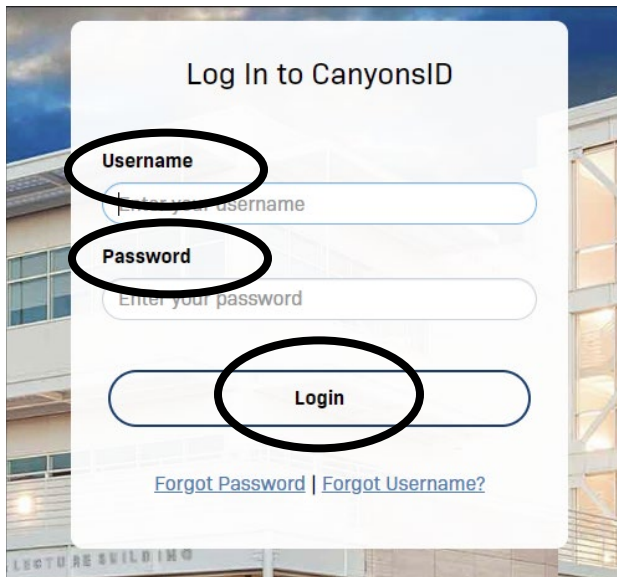 Log In to CanyonsID
Username
Enter your username
Password
Enter your password
Login
Forgot Password | Forgot Username?
LECTURE BUILDING